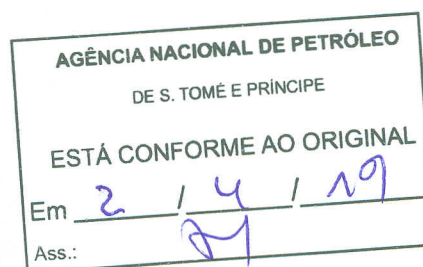 AGÊNCIA NACIONAL DE PETRÓLEO
DE S. TOMÉ E PRÍNCIPE
ESTÁ CONFORME AO ORIGINAL
Em 2 / 4 / 19
Ass.: